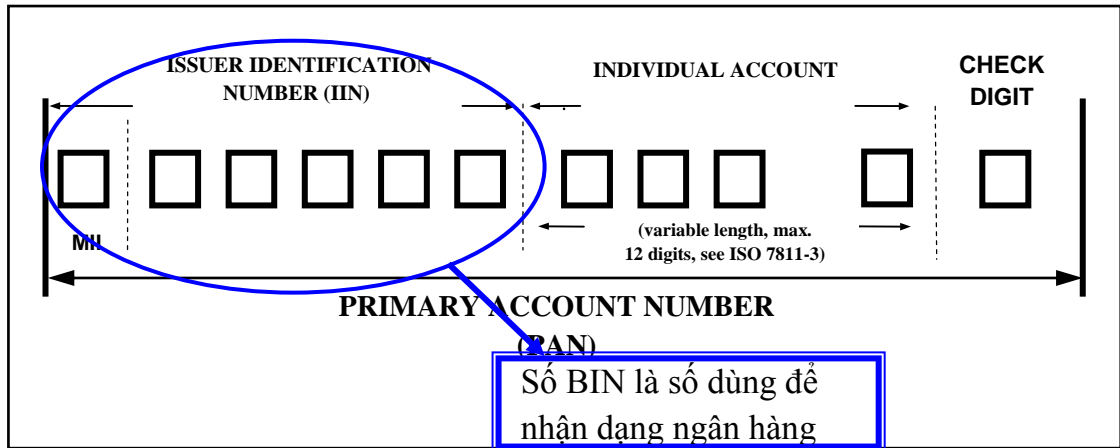 ISSUER IDENTIFICATION
NUMBER (IIN)
INDIVIDUAL ACCOUNT
CHECK
DIGIT
MII
(variable length, max.
12 digits, see ISO 7811-3)
PRIMARY ACCOUNT NUMBER
(PAN)
Số BIN là số dùng để
nhận dạng ngân hàng